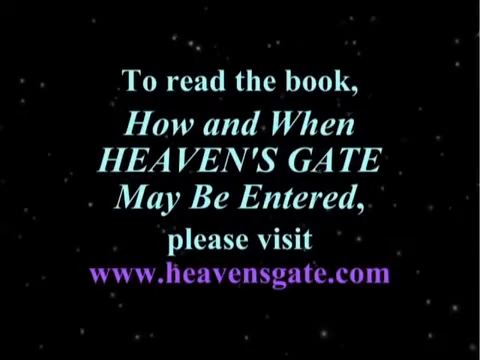 To read the book,
How and When
HEAVEN'S GATE
May Be Entered,
please visit
www.heavensgate.com